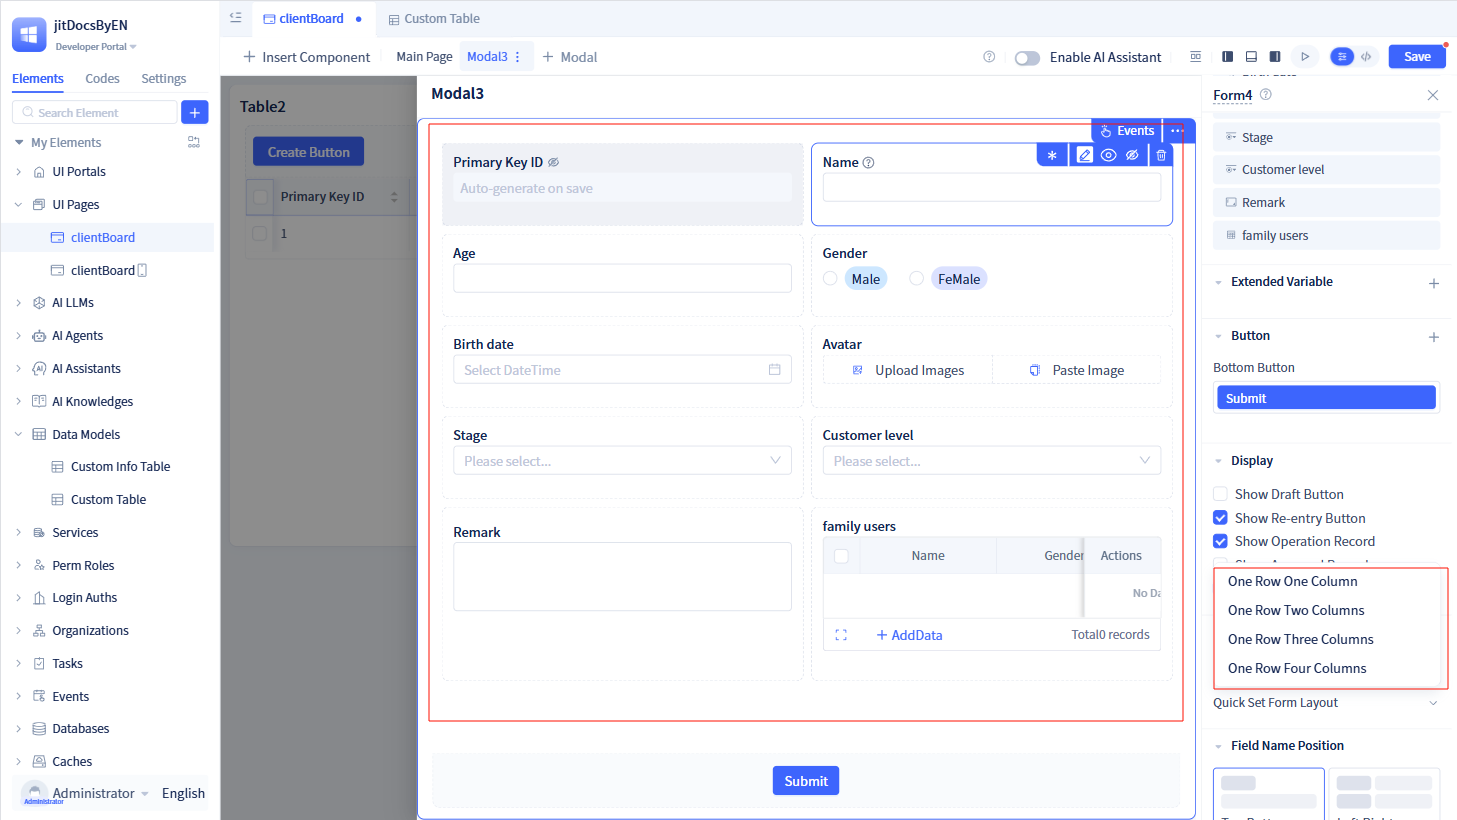 jitDocsByEN
Developer Portal
Elements
Codes
Settings
Search Element
My Elements
UI Portals
UI Pages
clientBoard
clientBoard
AI LLMs
AI Agents
AI Assistants
AI Knowledges
Data Models
Custom Info Table
Custom Table
Services
Perm Roles
Login Auths
Organizations
Tasks
Events
Databases
Caches
Administrator
Administrator
English
clientBoard
Custom Table
Insert Component
Main Page
Modal3
Modal
Enable AI Assistant
Save
Table2
Create Button
Primary Key ID
1
Modal3
Events
Primary Key ID
Auto-generate on save
Name
Age
Gender
Male
FeMale
Birth date
Select DateTime
Avatar
Upload Images
Paste Image
Stage
Please select...
Customer level
Please select...
Remark
family users
Name
Gender
Actions
No Da
AddData
Total0 records
Submit
Form4
Stage
Customer level
Remark
family users
Extended Variable
Button
Bottom Button
Submit
Display
Show Draft Button
Show Re-entry Button
Show Operation Record
One Row One Column
One Row Two Columns
One Row Three Columns
One Row Four Columns
Quick Set Form Layout
Field Name Position